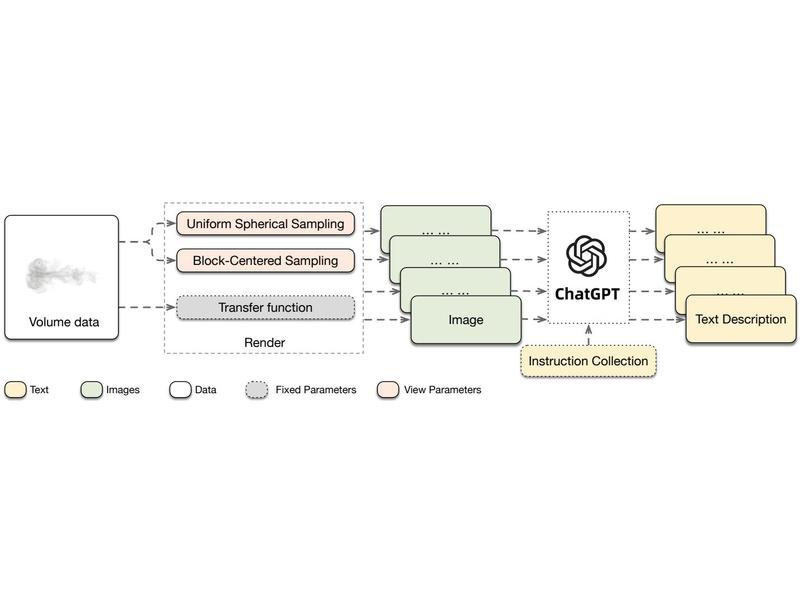 Uniform Spherical Sampling
Block-Centered Sampling
Transfer function
Render
Volume data
... ...
... ...
... ...
Image
ChatGPT
Instruction Collection
... ...
... ...
... ...
Text Description
Text
Images
Data
Fixed Parameters
View Parameters